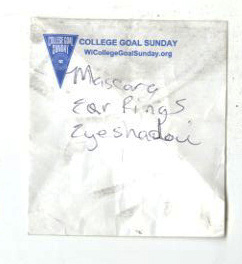 COLLEGE GOAL SUNDAY
COLLEGE GOAL SUNDAY
WiCollegeGoalSunday.org
Mascara
Ear Rings
Eyeshadow